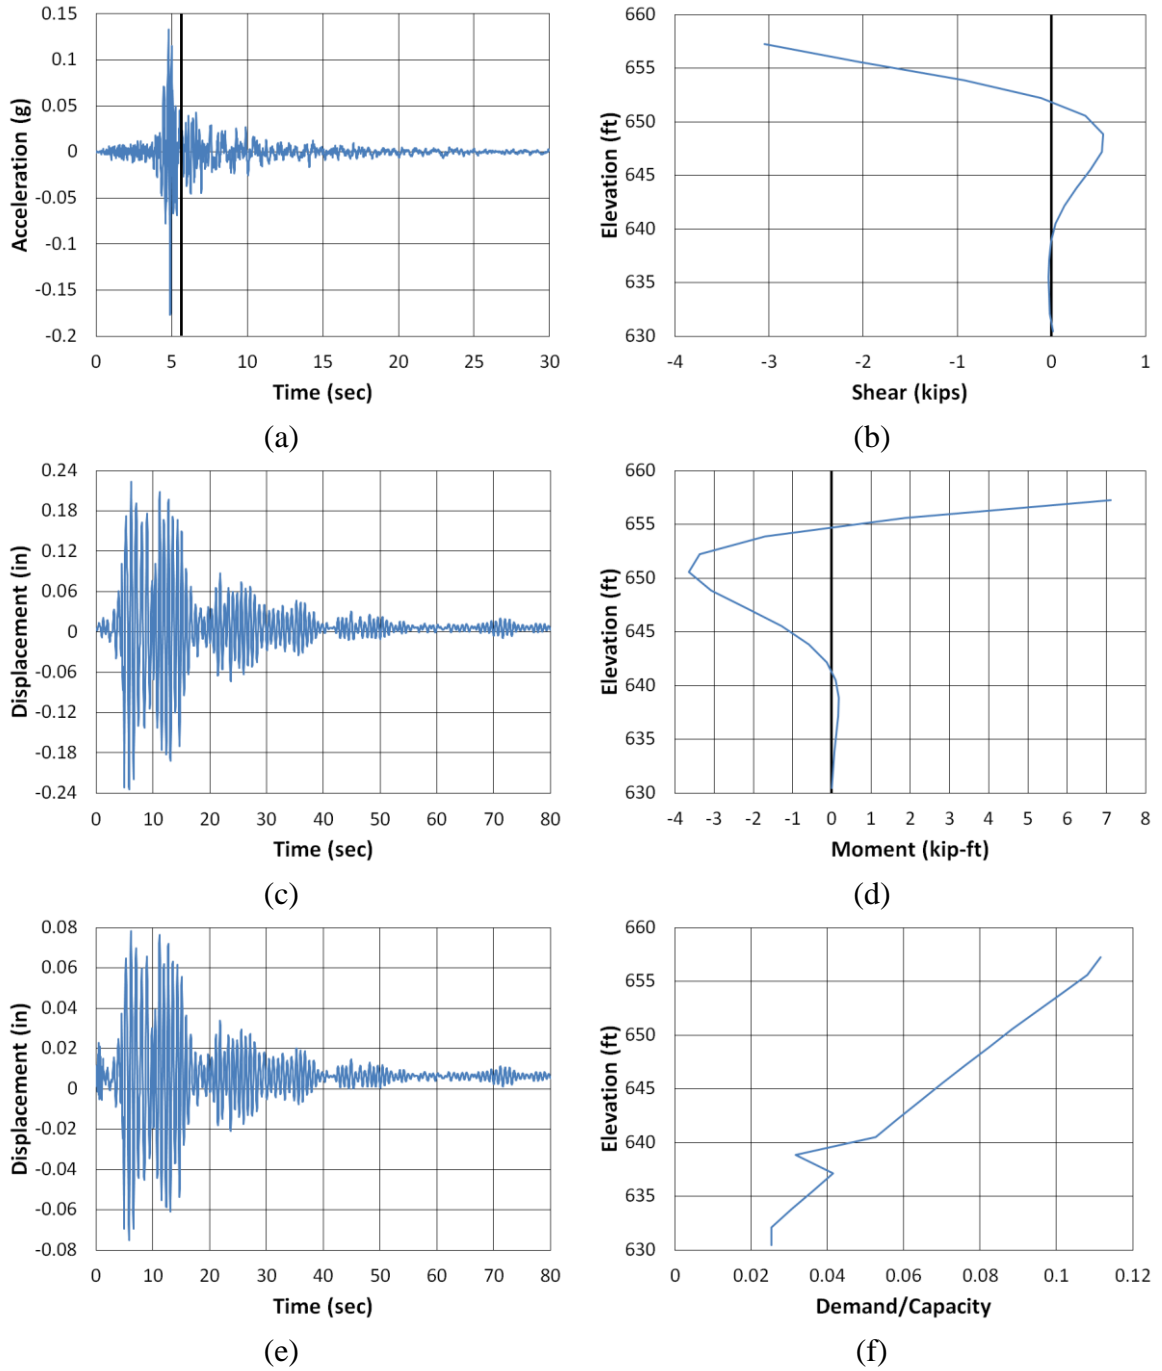 0.15
0.1
0.05
0
-0.05
-0.1
-0.15
-0.2
Acceleration (g)
0 5 10 15 20 25 30
Time (sec)
(a)
660
655
650
645
640
635
630
Elevation (ft)
-4 -3 -2 -1 0 1
Shear (kips)
(b)
0.24
0.18
0.12
0.06
0
-0.06
-0.12
-0.18
-0.24
Displacement (in)
0 10 20 30 40 50 60 70 80
Time (sec)
(c)
660
655
650
645
640
635
630
Elevation (ft)
-4 -3 -2 -1 0 1 2 3 4 5 6 7 8
Moment (kip-ft)
(d)
0.08
0.06
0.04
0.02
0
-0.02
-0.04
-0.06
-0.08
Displacement (in)
0 10 20 30 40 50 60 70 80
Time (sec)
(e)
660
655
650
645
640
635
630
Elevation (ft)
0 0.02 0.04 0.06 0.08 0.1 0.12
Demand/Capacity
(f)